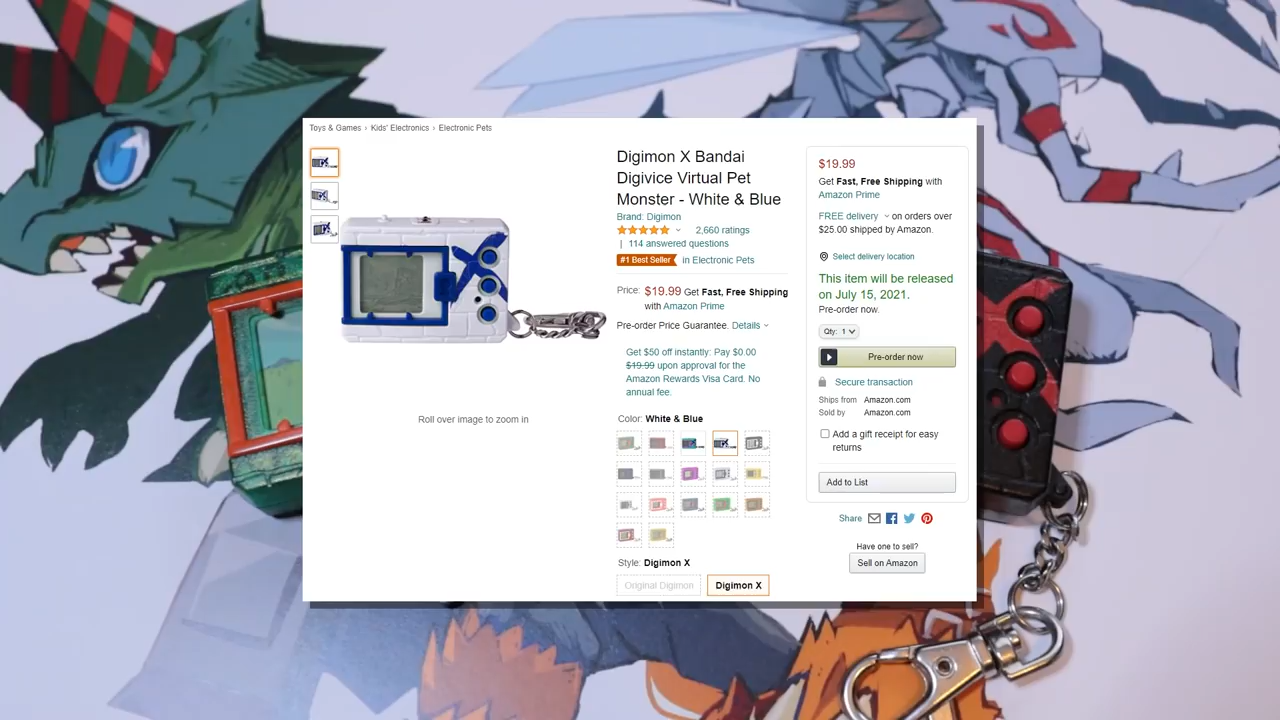 Toys & Games › Kids' Electronics › Electronic Pets
Roll over image to zoom in
Digimon X Bandai
Digivice Virtual Pet
Monster - White & Blue
Brand: Digimon
2,660 ratings
| 114 answered questions
#1 Best Seller in Electronic Pets
Price: $19.99 Get Fast, Free Shipping
with Amazon Prime
Pre-order Price Guarantee. Details
Get $50 off instantly: Pay $0.00
$19.99 upon approval for the
Amazon Rewards Visa Card. No
annual fee.
Color: White & Blue
Style: Digimon X
Original Digimon
Digimon X
$19.99
Get Fast, Free Shipping with
Amazon Prime
FREE delivery on orders over
$25.00 shipped by Amazon.
Select delivery location
This item will be released
on July 15, 2021.
Pre-order now.
Qty: 1
Pre-order now
Secure transaction
Ships from Amazon.com
Sold by Amazon.com
Add a gift receipt for easy
returns
Add to List
Share
Have one to sell?
Sell on Amazon